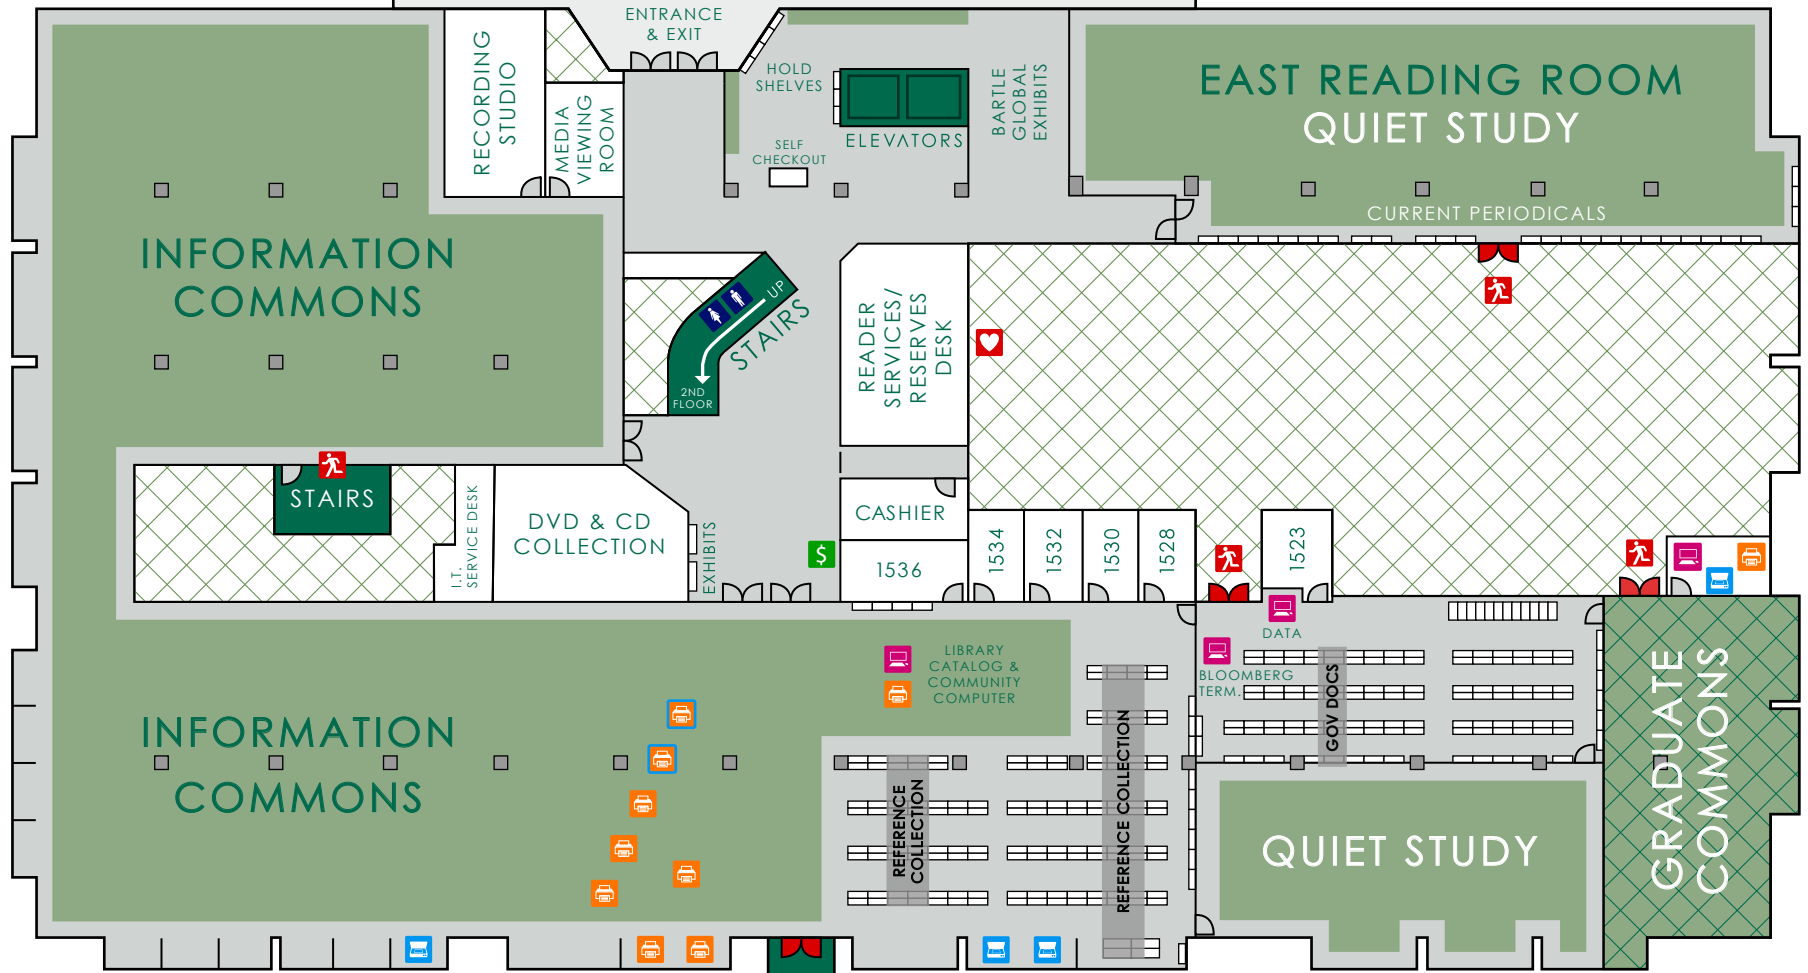 ENTRANCE
& EXIT
RECORDING
STUDIO
MEDIA
VIEWING
ROOM
HOLD
SHELVES
ELEVATORS
SELF
CHECKOUT
BARTLE
GLOBAL
EXHIBITS
EAST READING ROOM
QUIET STUDY
CURRENT PERIODICALS
INFORMATION
COMMONS
UP
STAIRS
2ND
FLOOR
READER
SERVICES/
RESERVES
DESK
STAIRS
I.T.
SERVICE DESK
DVD & CD
COLLECTION
EXHIBITS
$
CASHIER
1536
1534
1532
1530
1528
1523
DATA
BLOOMBERG
TERM.
LIBRARY
CATALOG &
COMMUNITY
COMPUTER
INFORMATION
COMMONS
REFERENCE
COLLECTION
REFERENCE COLLECTION
GOV DOCS
QUIET STUDY
GRADUATE
COMMONS